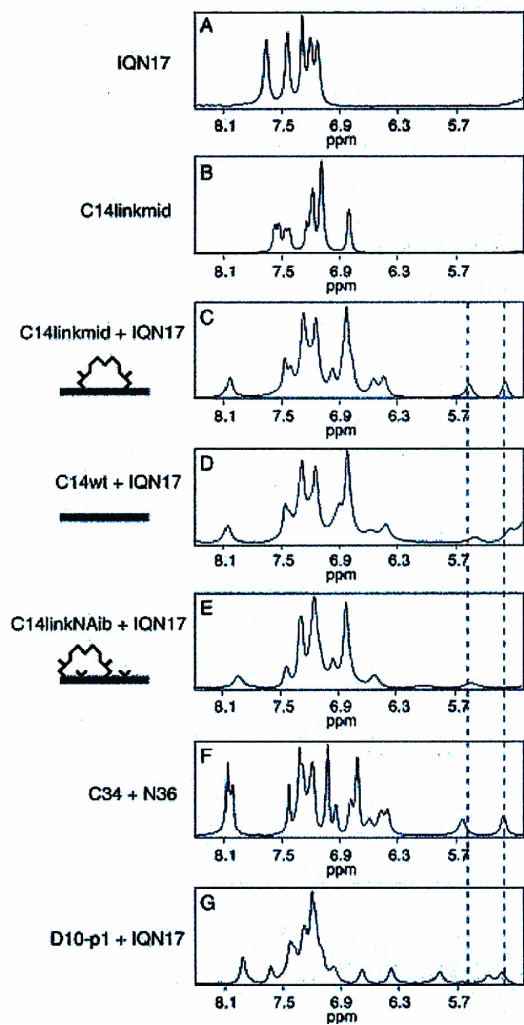 A
IQN17
8.1 7.5 6.9 6.3 5.7
ppm
B
C14linkmid
8.1 7.5 6.9 6.3 5.7
ppm
C
C14linkmid + IQN17
8.1 7.5 6.9 6.3 5.7
ppm
D
C14wt + IQN17
8.1 7.5 6.9 6.3 5.7
ppm
E
C14linkNAib + IQN17
8.1 7.5 6.9 6.3 5.7
ppm
F
C34 + N36
8.1 7.5 6.9 6.3 5.7
ppm
G
D10-p1 + IQN17
8.1 7.5 6.9 6.3 5.7
ppm